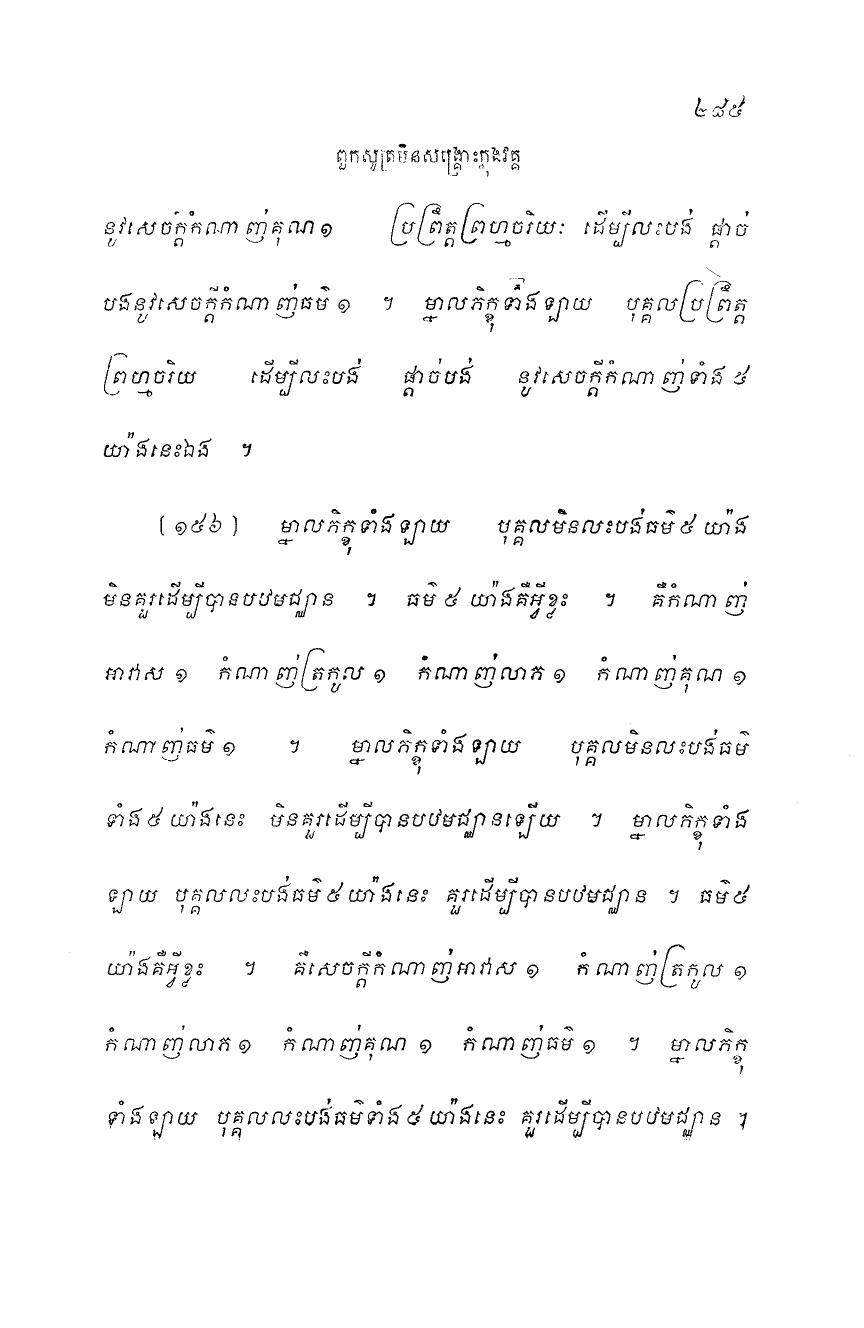 ២៨៥
ពួកសូត្រមិនសង្គ្រោះក្នុងវគ្គ
នូវសេចក្តីកំណាញ់គុណ១ ប្រព្រឹត្តព្រហ្មចរិយៈ ដើម្បីលះបង់ ផ្តាច់
បងនូវសេចក្តីកំណាញ់ធម៌ ១ ។ ម្នាលភិក្ខុទាំងឡាយ បុគ្គលប្រព្រឹត្ត
ព្រហ្មចរិយ ដើម្បីលះបង់ ផ្តាច់បង់ នូវសេចក្តីកំណាញ់ទាំង ៥
យ៉ាងនេះឯង ។
(១៥៦) ម្នាលភិក្ខុទាំងឡាយ បុគ្គលមិនលះបង់ធម៌ ៥ យ៉ាង
មិនគួរដើម្បីបានបឋមជ្ឈាន ។ ធម៌ ៥ យ៉ាងគឺអ្វីខ្លះ ។ គឺកំណាញ់
អាវាស ១ កំណាញ់ត្រកូល ១ កំណាញ់លាភ ១ កំណាញ់គុណ ១
កំណាញ់ធម៌ ១ ។ ម្នាលភិក្ខុទាំងឡាយ បុគ្គលមិនលះបង់ធម៌
ទាំង៥ យ៉ាងនេះ មិនគួរដើម្បីបានបឋមជ្ឈានឡើយ ។ ម្នាលភិក្ខុទាំង
ឡាយ បុគ្គលលះបង់ធម៌ ៥ យ៉ាងនេះ គួរដើម្បីបានបឋមជ្ឈាន ។ ធម៌ ៥
យ៉ាងគឺអ្វីខ្លះ ។ គឺសេចក្តីកំណាញ់អាវាស ១ កំណាញ់ត្រកូល ១
កំណាញ់លាភ ១ កំណាញ់គុណ ១ កំណាញ់ធម៌ ១ ។ ម្នាលភិក្ខុ
ទាំងឡាយ បុគ្គលលះបង់ធម៌ទាំង ៥ យ៉ាងនេះ គួរដើម្បីបានបឋមជ្ឈាន ។